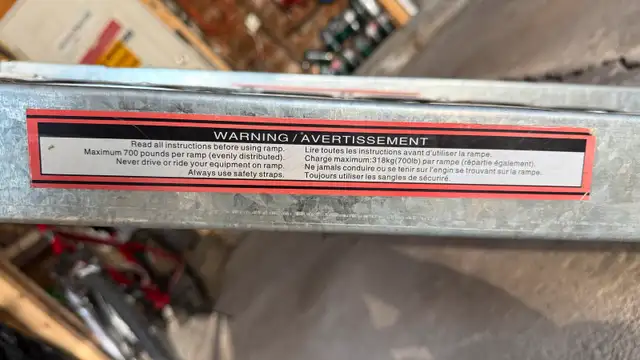 WARNING / AVERTISSEMENT
Read all instructions before using ramp.
Maximum 700 pounds per ramp (evenly distributed).
Never drive or ride your equipment on ramp.
Always use safety straps.
Lire toutes les instructions avant d'utiliser la rampe.
Charge maximum:318kg(700lb) per rampe (répartie également).
Ne jamais conduire ou se tenir sur l'engin se trouvant sur la rampe.
Toujours utiliser les sangles de sécuriré.